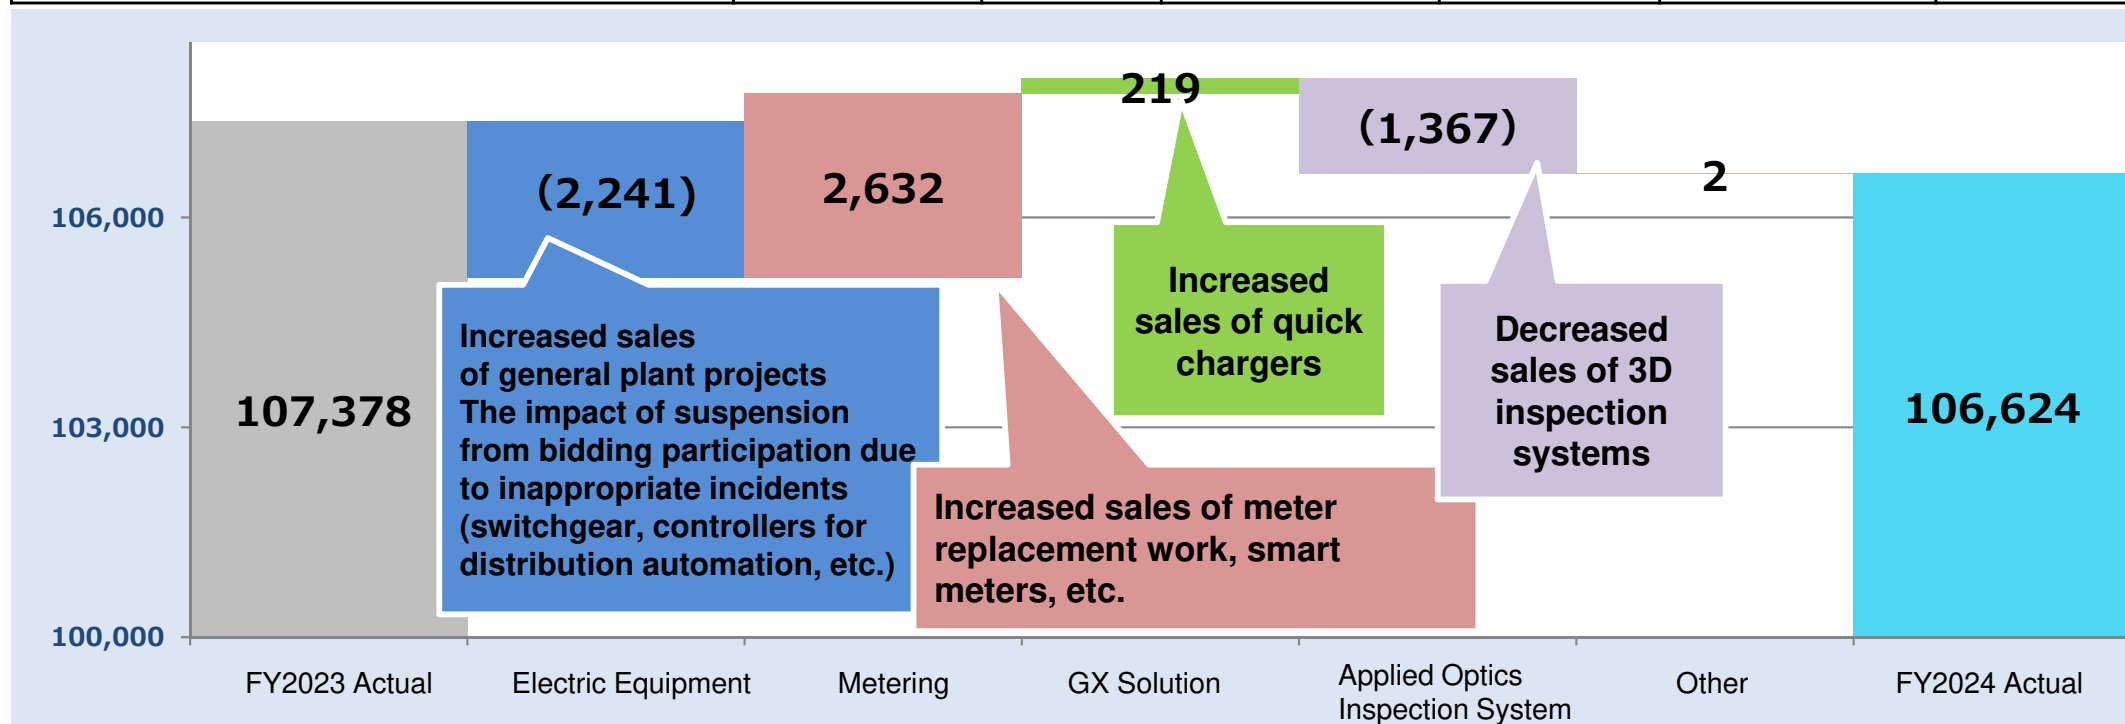 106,000
103,000
100,000
107,378
(2,241)
2,632
219
(1,367)
2
106,624
Increased sales
of general plant projects
The impact of suspension
from bidding participation due
to inappropriate incidents
(switchgear, controllers for
distribution automation, etc.)
Increased sales of meter
replacement work, smart
meters, etc.
Increased
sales of quick
chargers
Decreased
sales of 3D
inspection
systems
FY2023 Actual
Electric Equipment
Metering
GX Solution
Applied Optics
Inspection System
Other
FY2024 Actual